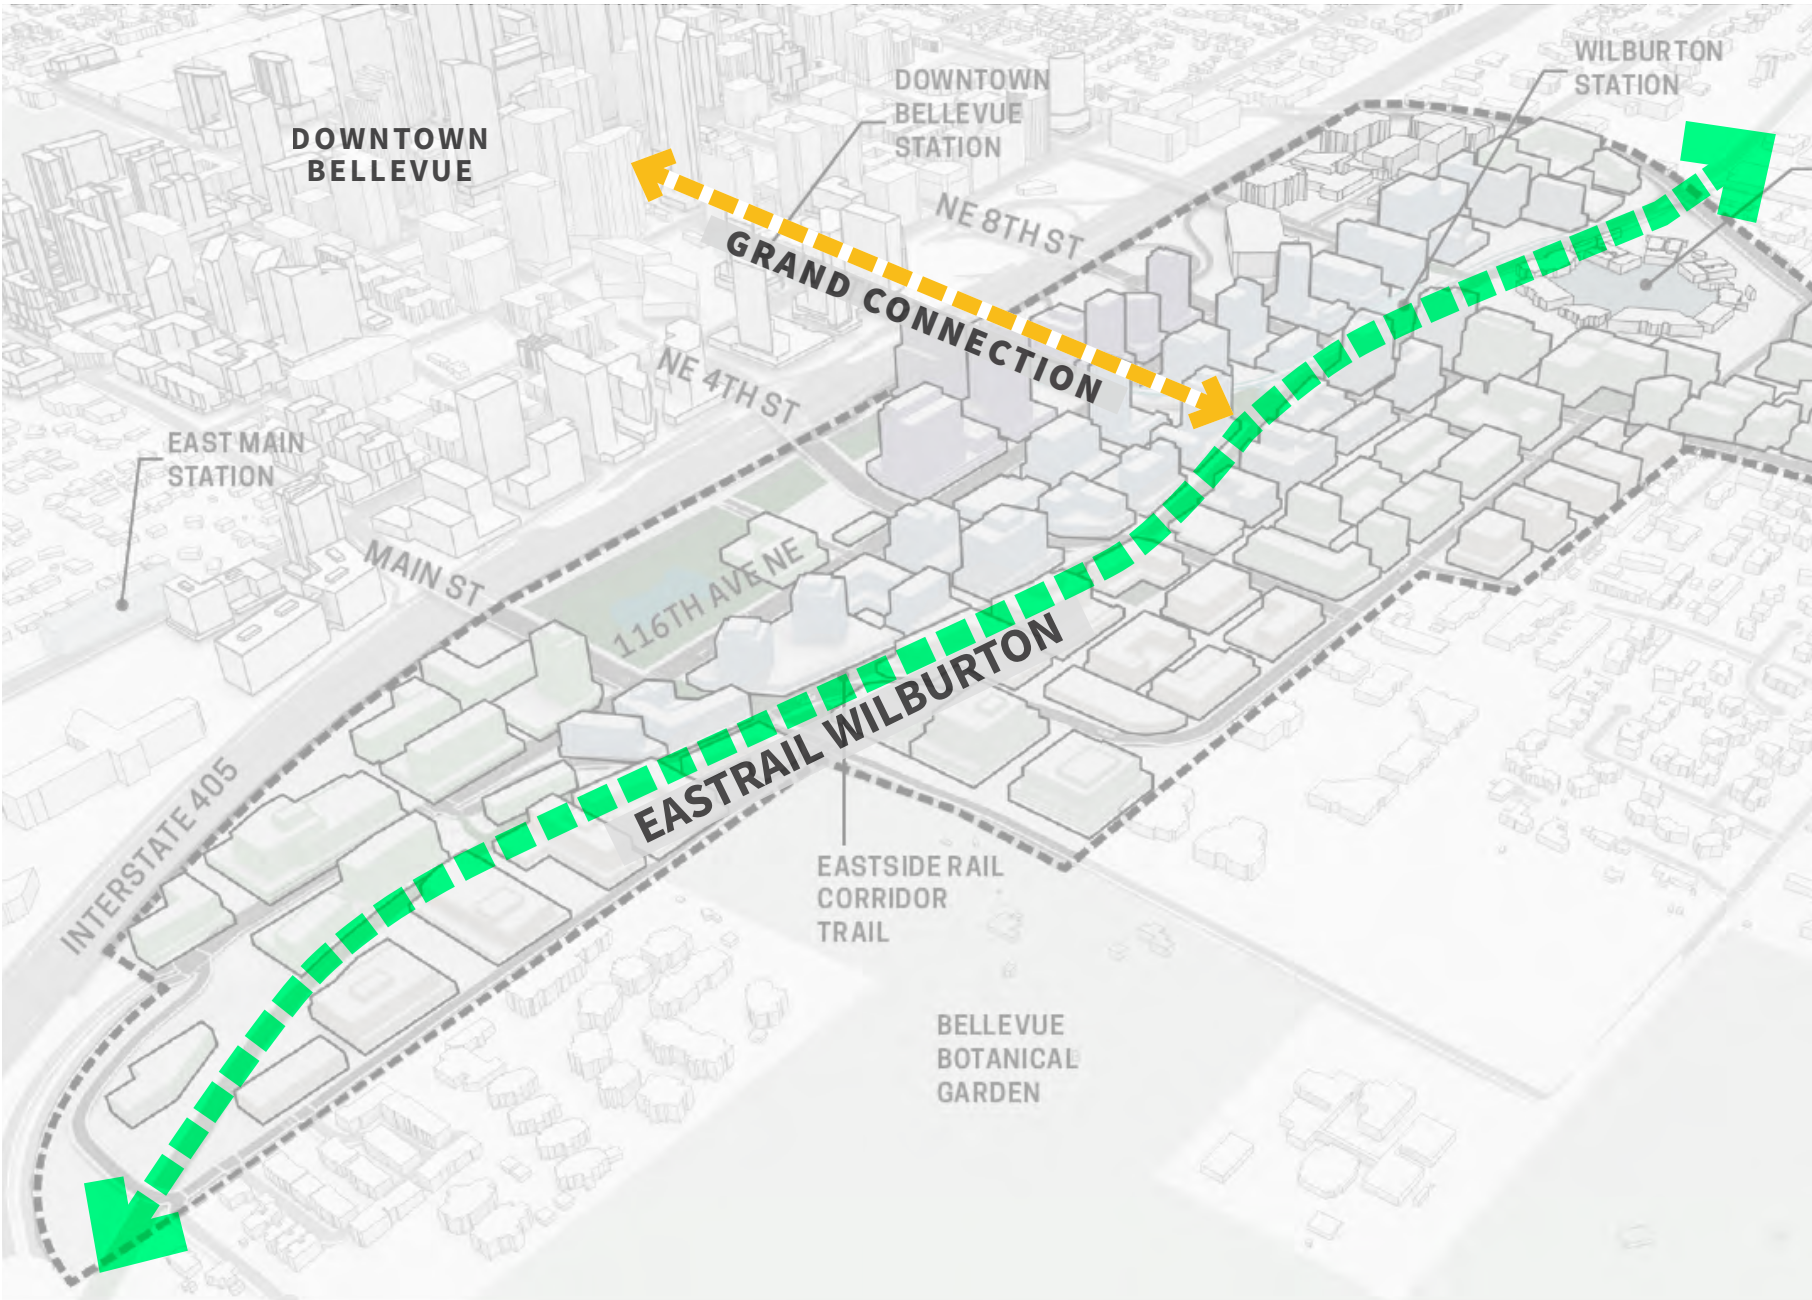 WILBURTON
STATION
DOWNTOWN
BELLEVUE
STATION
DOWNTOWN
BELLEVUE
NE 8TH ST
GRAND CONNECTION
NE 4TH ST
EAST MAIN
STATION
MAIN ST
116TH AVE NE
EASTRAIL WILBURTON
INTERSTATE 405
EASTSIDE RAIL
CORRIDOR
TRAIL
BELLEVUE
BOTANICAL
GARDEN